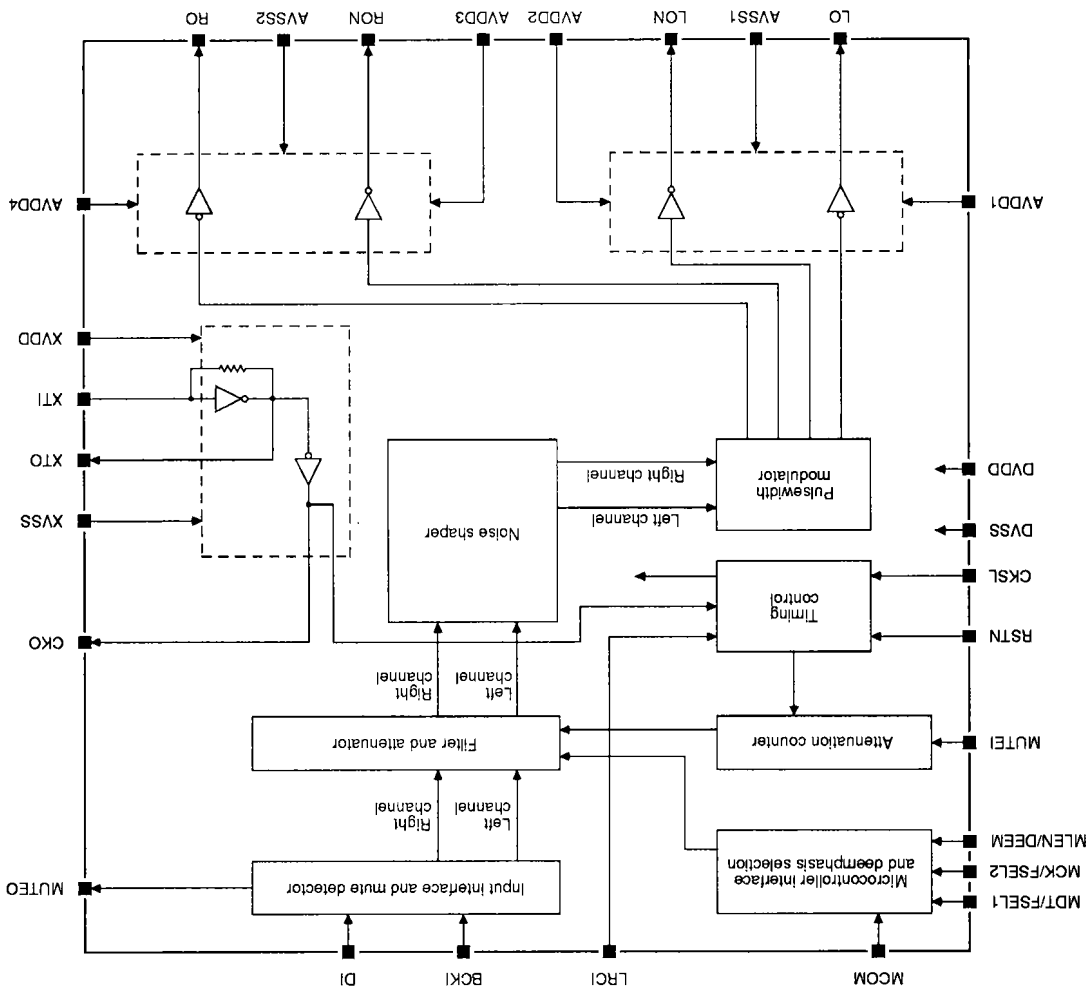 MCOM
LRCI
BCKI
DI
MDT/FSEL1
MCK/FSEL2
MLEN/DEEM
Microcontroller interface
and deemphasis selection
Input interface and mute detector
MUTEO
Left
channel
Right
channel
MUTEI
Attenuation counter
Filter and attenuator
Left
channel
Right
channel
RSTN
CKSL
Timing
control
CKO
DVSS
DVDD
Pulsewidth
modulator
Left channel
Right channel
Noise shaper
XVSS
XTO
XTI
XVDD
AVDD1
AVDD4
LO
AVSS1
LON
AVDD2
AVDD3
RON
AVSS2
RO